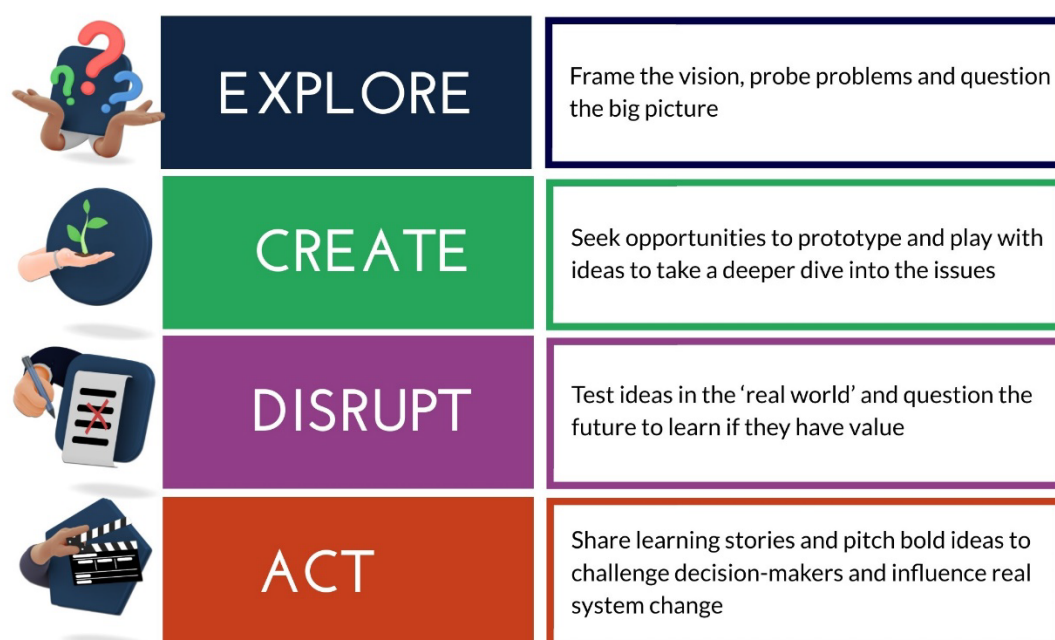 EXPLORE
Frame the vision, probe problems and question
the big picture
CREATE
Seek opportunities to prototype and play with
ideas to take a deeper dive into the issues
DISRUPT
Test ideas in the ‘real world’ and question the
future to learn if they have value
ACT
Share learning stories and pitch bold ideas to
challenge decision-makers and influence real
system change